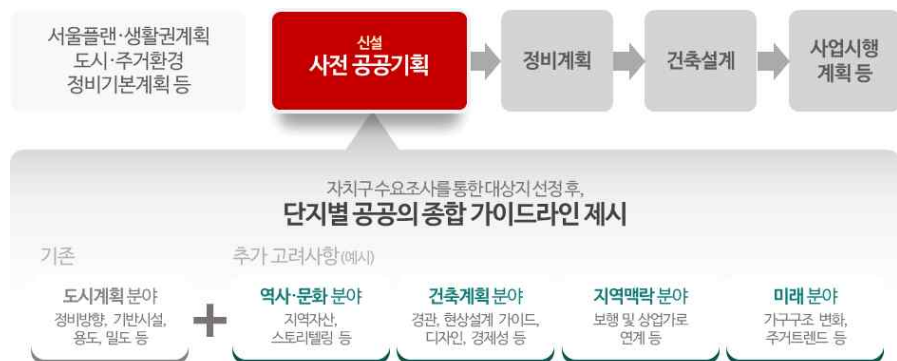 서울플랜·생활권계획
도시·주거환경
정비기본계획 등
신설
사전 공공기획
정비계획
건축설계
사업시행
계획 등
자치구 수요조사를 통한 대상지 선정 후,
단지별 공공의 종합 가이드라인 제시
기존
추가 고려사항(예시)
도시계획 분야
정비방향, 기반시설,
용도, 밀도 등
+
역사·문화 분야
지역자산,
스토리텔링 등
건축계획 분야
경관, 현상설계 가이드,
디자인, 경제성 등
지역맥락 분야
보행 및 상업가로
연계 등
미래 분야
가구구조 변화,
주거트렌드 등